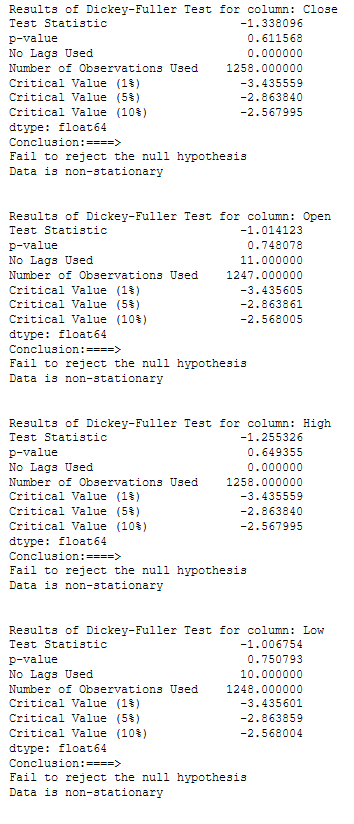 Results of Dickey-Fuller Test for column: Close
Test Statistic -1.338096
p-value 0.611568
No Lags Used 0.000000
Number of Observations Used 1258.000000
Critical Value (1%) -3.435559
Critical Value (5%) -2.863840
Critical Value (10%) -2.567995
dtype: float64
Conclusion:====>
Fail to reject the null hypothesis
Data is non-stationary
Results of Dickey-Fuller Test for column: Open
Test Statistic -1.014123
p-value 0.748078
No Lags Used 11.000000
Number of Observations Used 1247.000000
Critical Value (1%) -3.435605
Critical Value (5%) -2.863861
Critical Value (10%) -2.568005
dtype: float64
Conclusion:====>
Fail to reject the null hypothesis
Data is non-stationary
Results of Dickey-Fuller Test for column: High
Test Statistic -1.255326
p-value 0.649355
No Lags Used 0.000000
Number of Observations Used 1258.000000
Critical Value (1%) -3.435559
Critical Value (5%) -2.863840
Critical Value (10%) -2.567995
dtype: float64
Conclusion:====>
Fail to reject the null hypothesis
Data is non-stationary
Results of Dickey-Fuller Test for column: Low
Test Statistic -1.006754
p-value 0.750793
No Lags Used 10.000000
Number of Observations Used 1248.000000
Critical Value (1%) -3.435601
Critical Value (5%) -2.863859
Critical Value (10%) -2.568004
dtype: float64
Conclusion:====>
Fail to reject the null hypothesis
Data is non-stationary